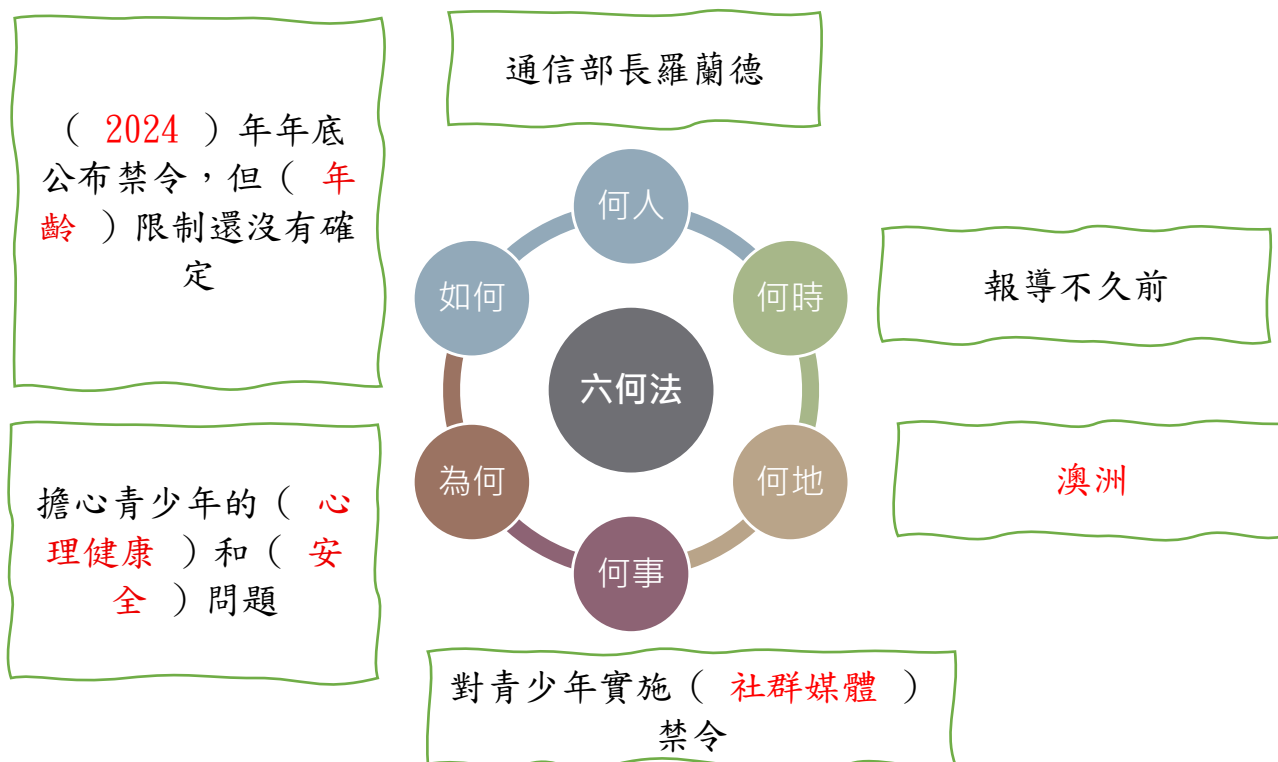 通信部長羅蘭德
（ 2024 ）年年底
公布禁令，但（ 年
齡 ）限制還沒有確
定
何人
如何
何時
報導不久前
六何法
為何
何地
澳洲
擔心青少年的（ 心
理健康 ）和（ 安
全 ）問題
何事
對青少年實施（ 社群媒體 ）
禁令